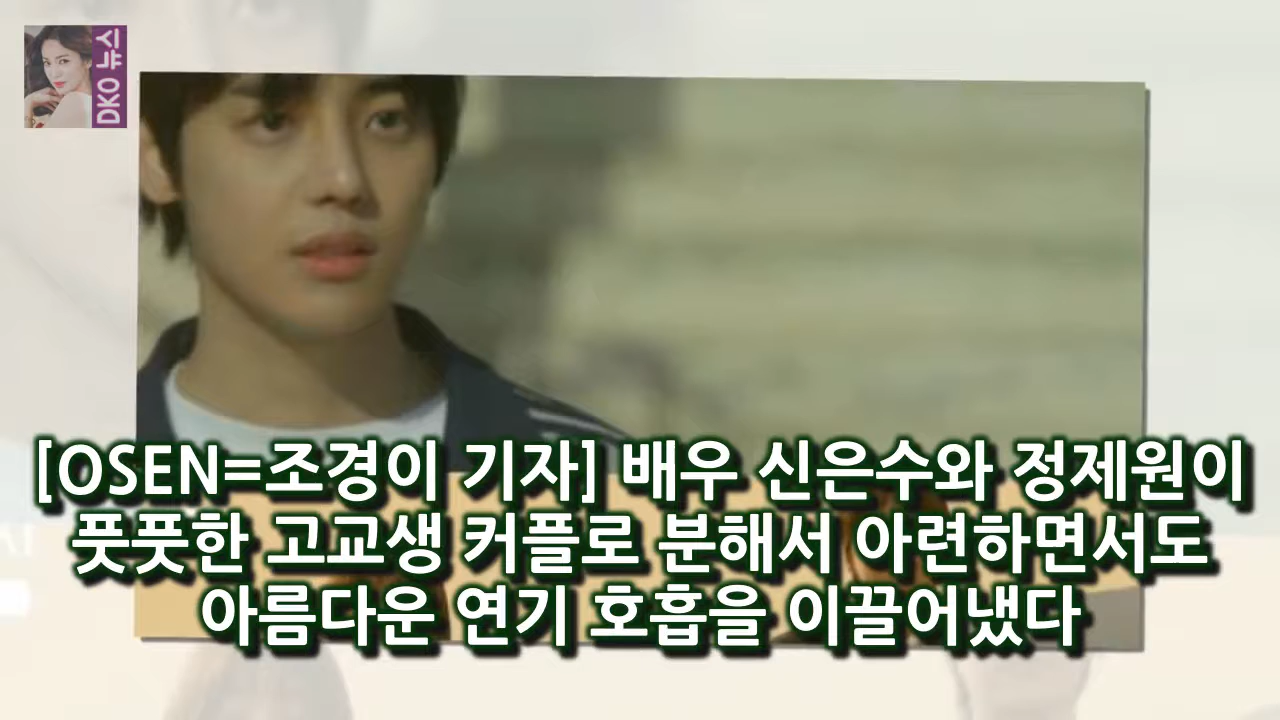 DKO 뉴스
[OSEN=조경이 기자] 배우 신은수와 정제원이
풋풋한 고교생 커플로 분해서 아련하면서도
아름다운 연기 호흡을 이끌어냈다